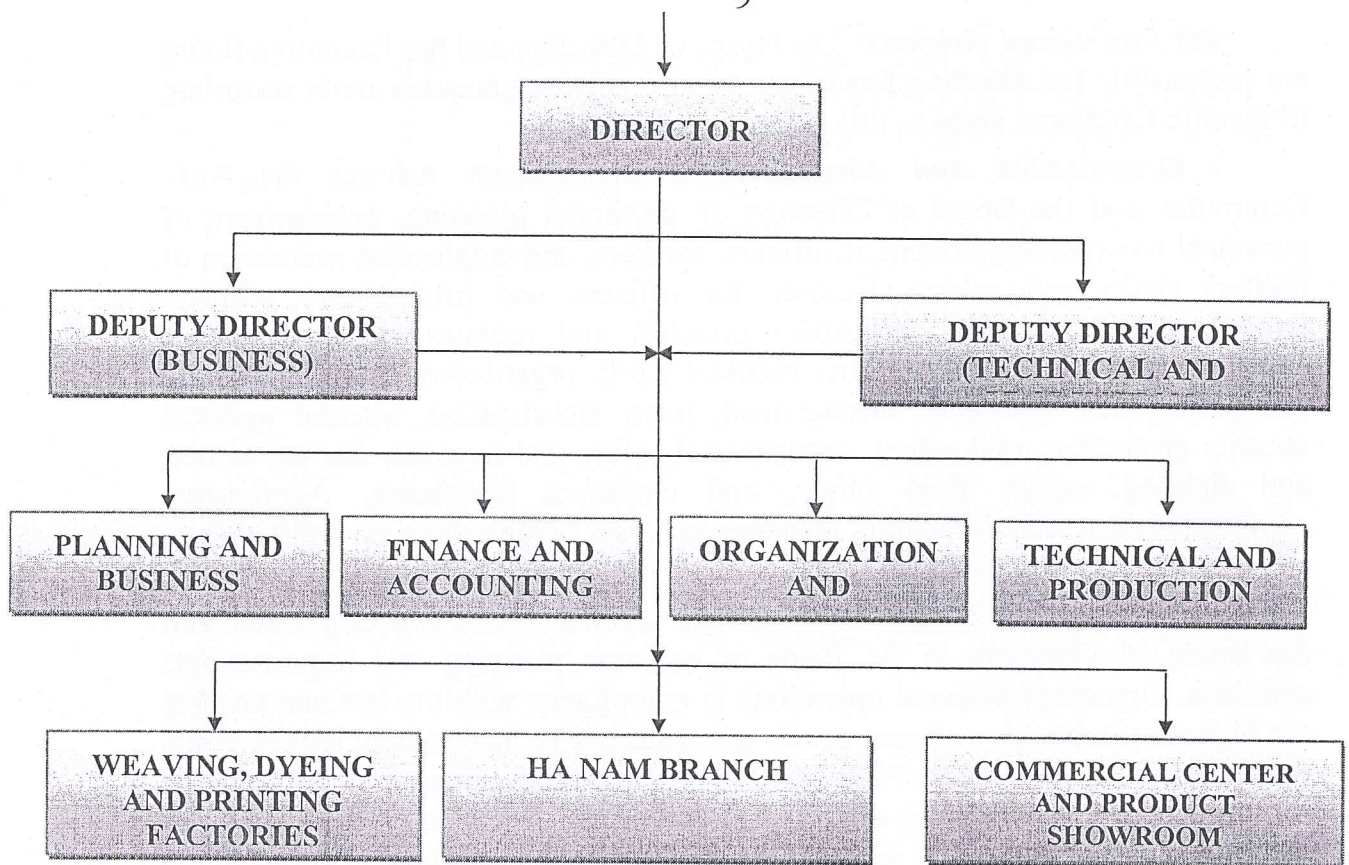 DIRECTOR
DEPUTY DIRECTOR
(BUSINESS)
DEPUTY DIRECTOR
(TECHNICAL AND
PLANNING AND
BUSINESS
FINANCE AND
ACCOUNTING
ORGANIZATION
AND
TECHNICAL AND
PRODUCTION
WEAVING, DYEING
AND PRINTING
FACTORIES
HA NAM BRANCH
COMMERCIAL CENTER
AND PRODUCT
SHOWROOM